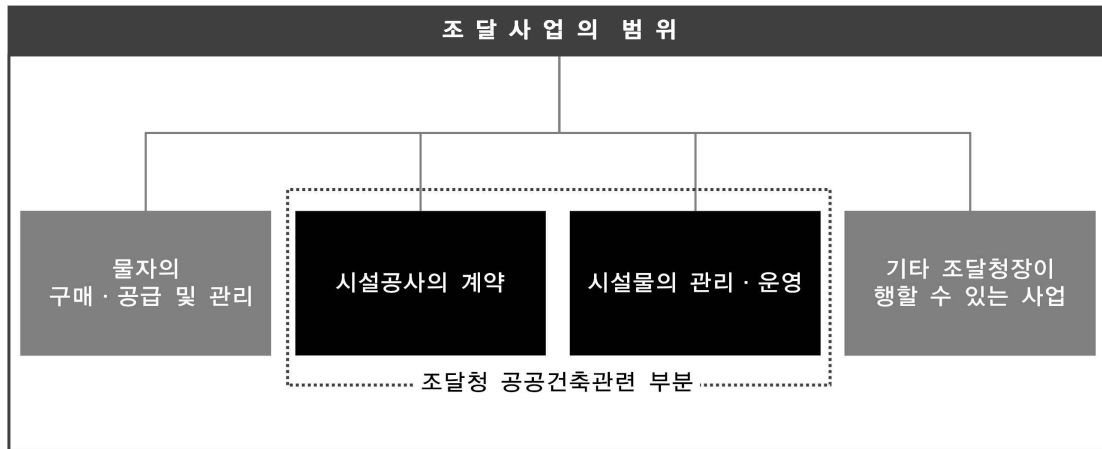 조달사업의 범위
물자의
구매·공급 및 관리
시설공사의 계약
시설물의 관리·운영
기타 조달청장이
행할 수 있는 사업
조달청 공공건축관련 부분